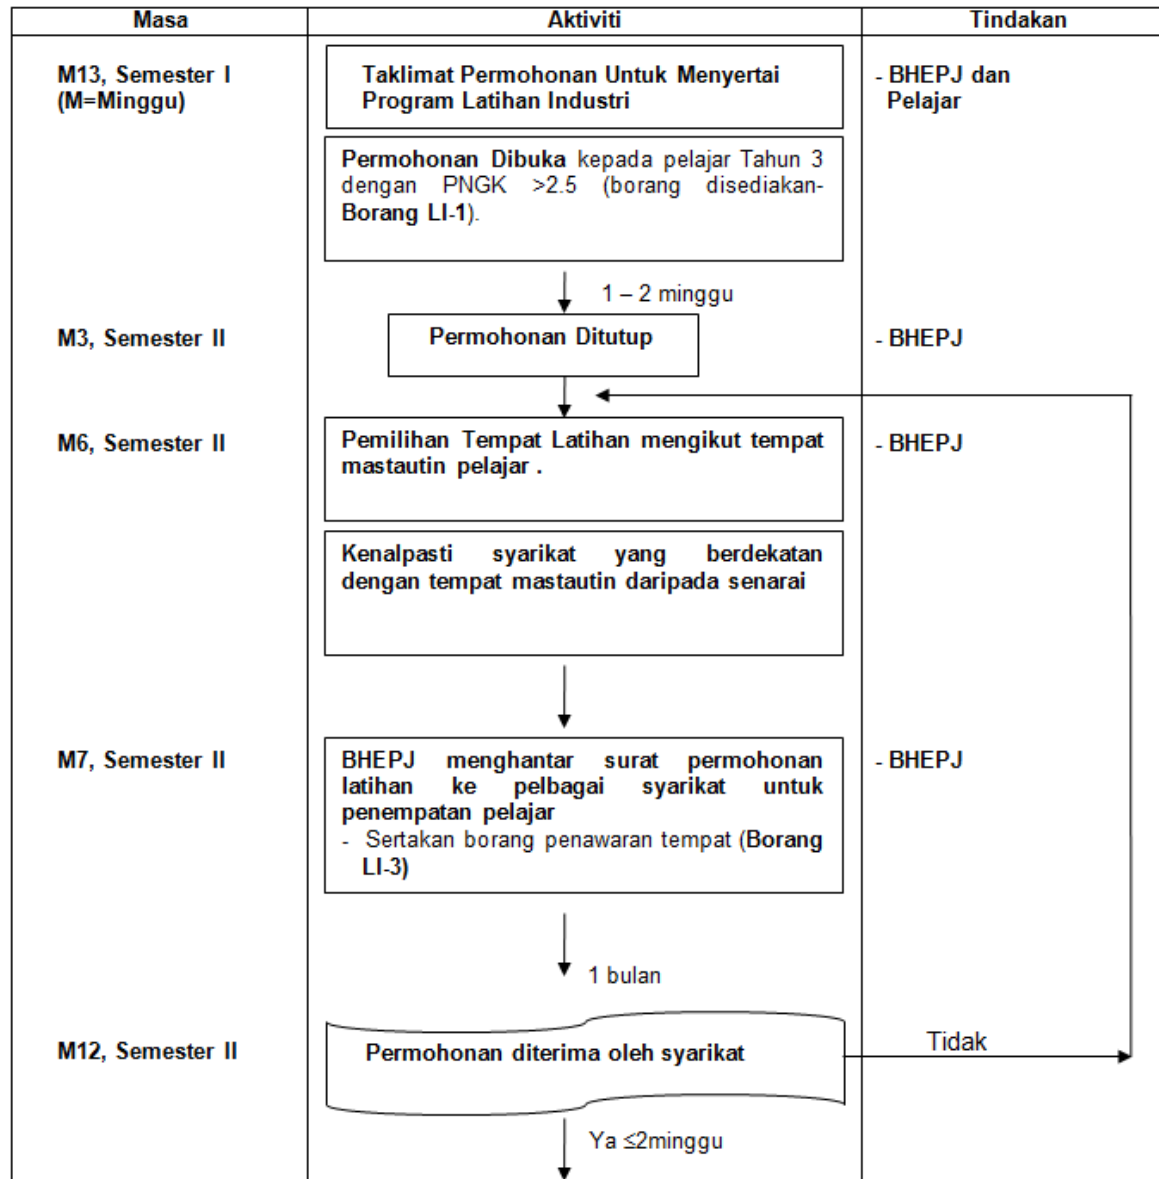 Masa
Aktiviti
Tindakan
M13, Semester I
(M=Minggu)
Taklimat Permohonan Untuk Menyertai
Program Latihan Industri
- BHEPJ dan
Pelajar
Permohonan Dibuka kepada pelajar Tahun 3
dengan PNGK >2.5 (borang disediakan-
Borang LI-1).
1 – 2 minggu
M3, Semester II
Permohonan Ditutup
- BHEPJ
M6, Semester II
Pemilihan Tempat Latihan mengikut tempat
mastautin pelajar .
- BHEPJ
Kenalpasti syarikat yang berdekatan
dengan tempat mastautin daripada senarai
M7, Semester II
BHEPJ menghantar surat permohonan
latihan ke pelbagai syarikat untuk
penempatan pelajar
- Sertakan borang penawaran tempat (Borang
LI-3)
- BHEPJ
1 bulan
M12, Semester II
Permohonan diterima oleh syarikat
Tidak
Ya ≤2minggu